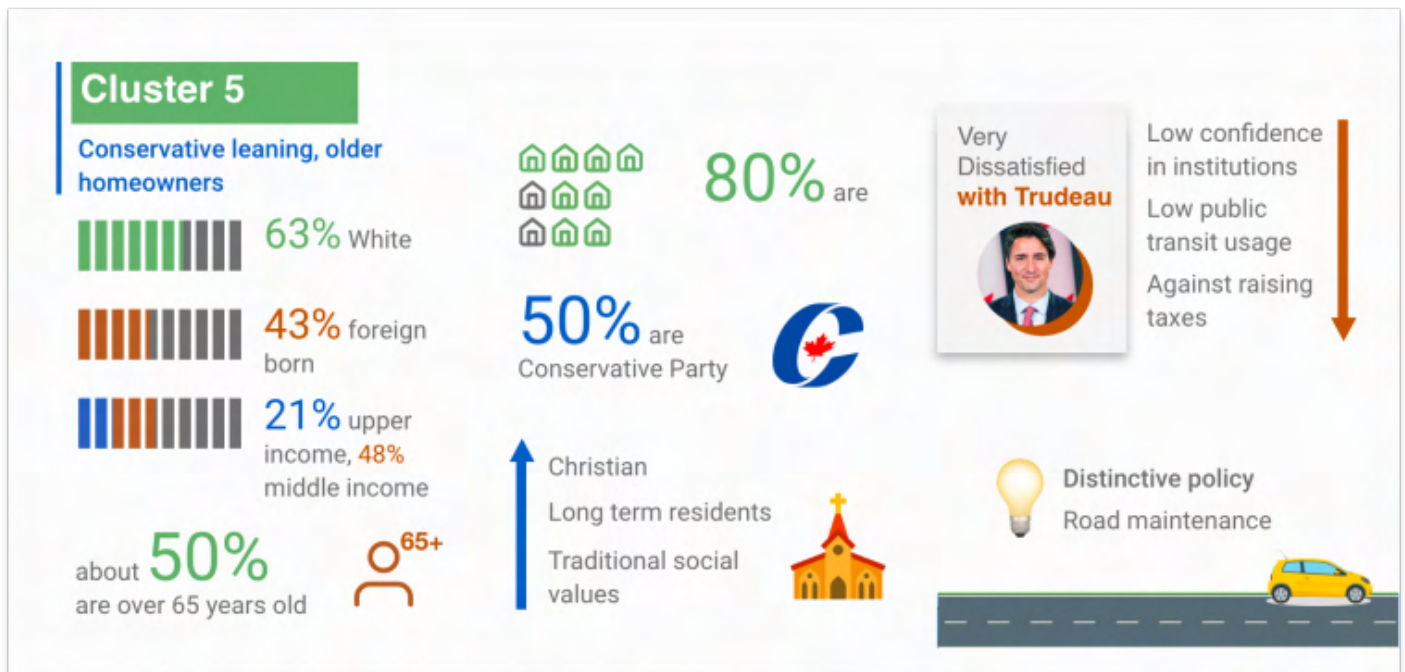 Cluster 5
Conservative leaning, older
homeowners
63% White
43% foreign
born
21% upper
income, 48%
middle income
about 50%
are over 65 years old
65+
80% are
50% are
Conservative Party
Christian
Long term residents
Traditional social
values
Very
Dissatisfied
with Trudeau
Low confidence
in institutions
Low public
transit usage
Against raising
taxes
Distinctive policy
Road maintenance